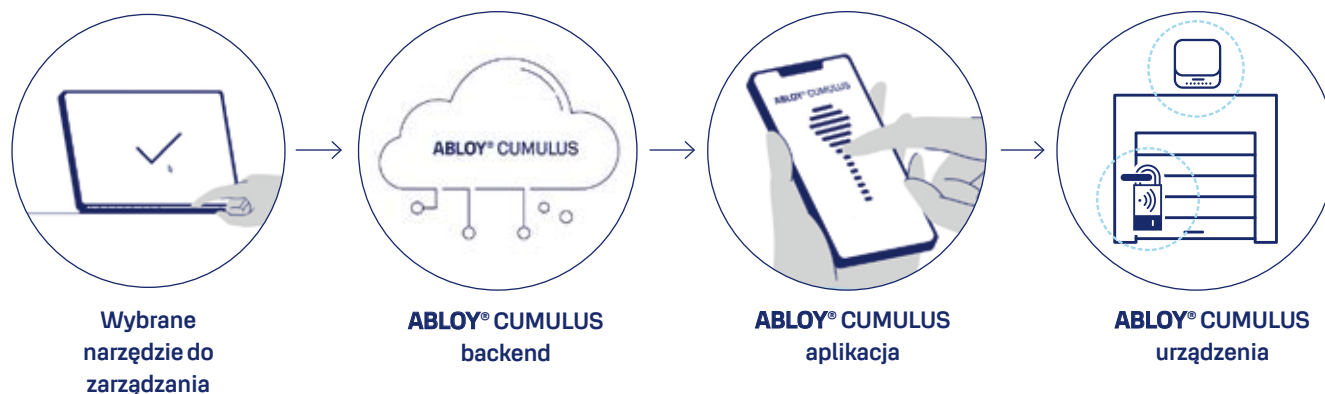 ABLOY® CUMULUS
ABLOY® CUMULUS
Wybrane
narzędzie do
zarządzania
ABLOY® CUMULUS
backend
ABLOY® CUMULUS
aplikacja
ABLOY® CUMULUS
urządzenia